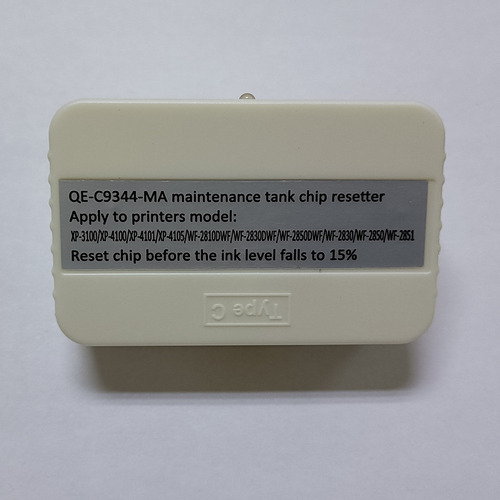 QE-C9344-MA maintenance tank chip resetter
Apply to printers model:
XP-3100/XP-4100/XP-4101/XP-4105/WF-2810DWF/WF-2830DWF/WF-2850DWF/WF-2830/WF-2850/WF-2851
Reset chip before the ink level falls to 15%
Type C